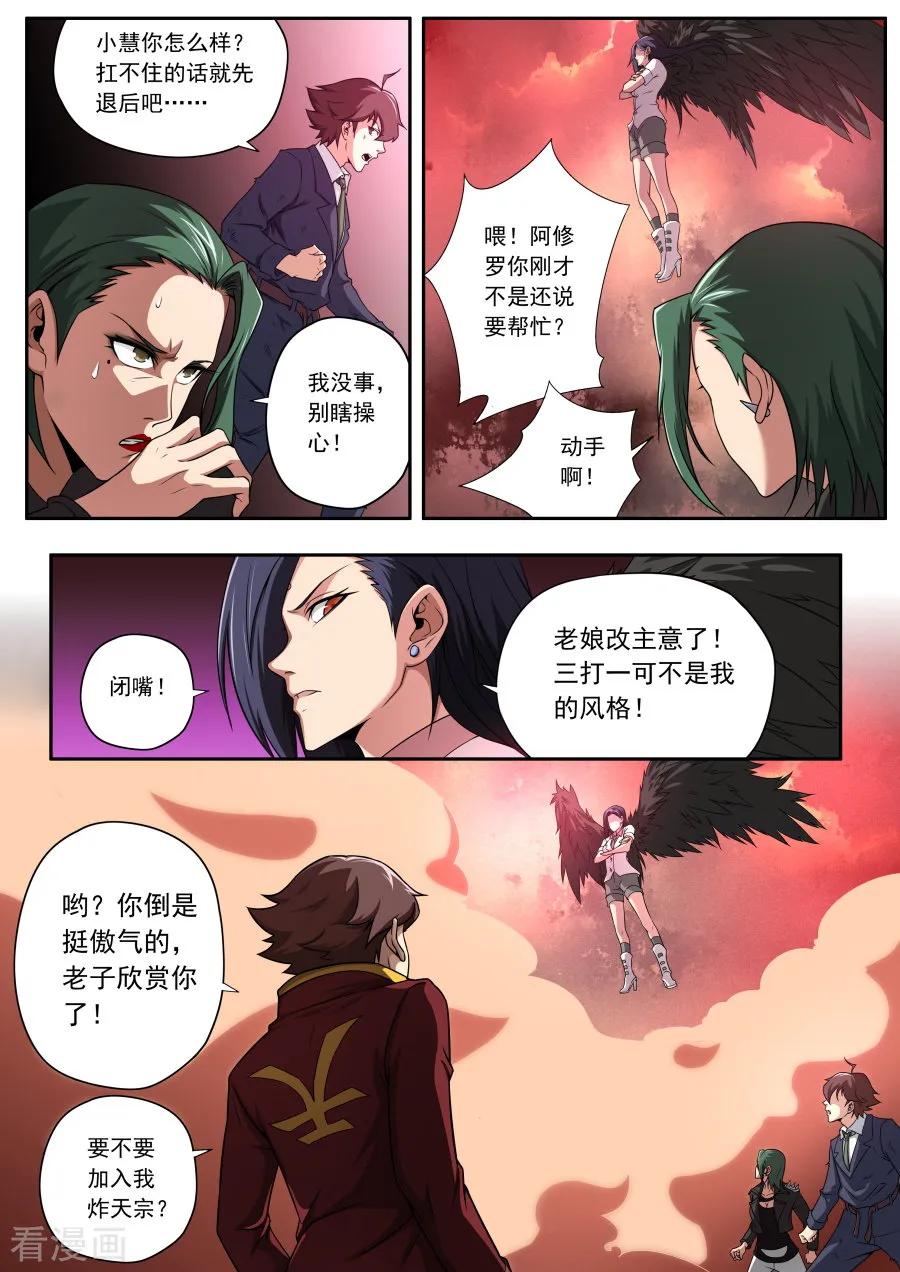 小慧你怎么样？
扛不住的话就先
退后吧……
我没事，
别瞎操
心！
喂！阿修
罗你刚才
不是还说
要帮忙？
动手
啊！
闭嘴！
老娘改主意了！
三打一可不是我
的风格！
哟？你倒是
挺傲气的，
老子欣赏你
了！
要不要
加入我
炸天宗？
看漫画